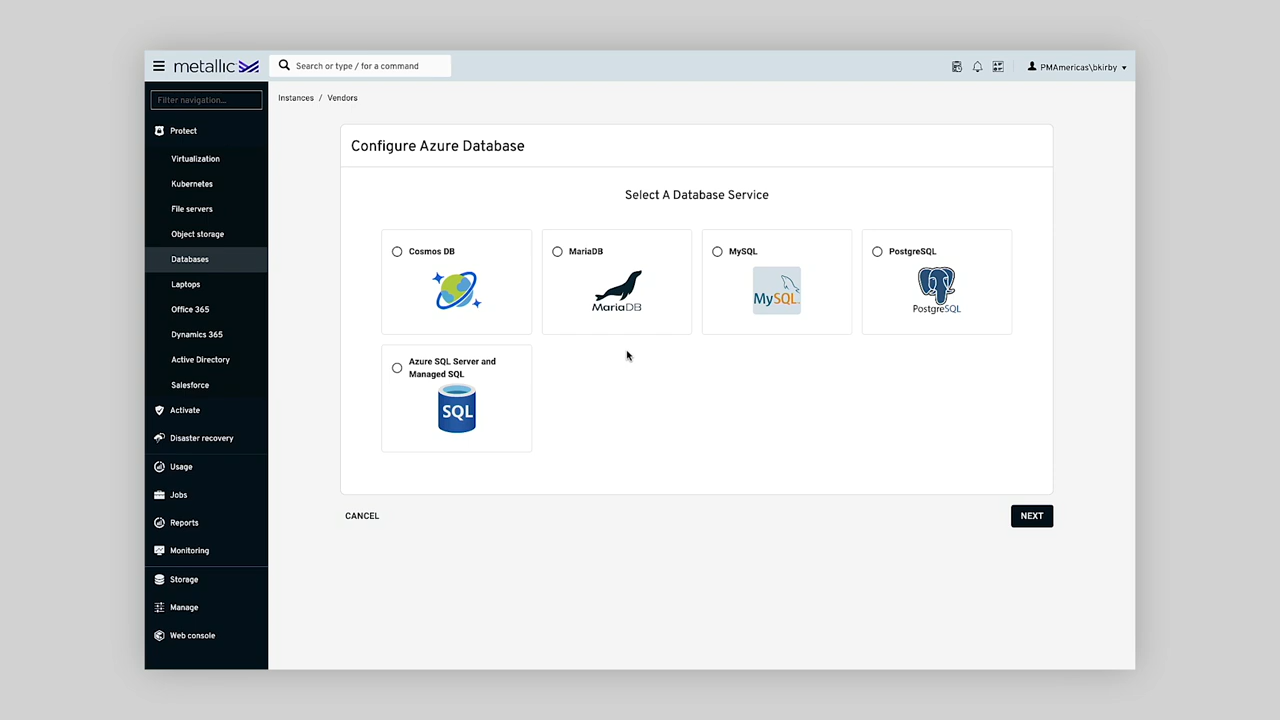 metallic
Search or type / for a command
PMAmericas\bkirby
Filter navigation...
Instances / Vendors
Protect
Virtualization
Kubernetes
File servers
Object storage
Databases
Laptops
Office 365
Dynamics 365
Active Directory
Salesforce
Activate
Disaster recovery
Usage
Jobs
Reports
Monitoring
Storage
Manage
Web console
Configure Azure Database
Select A Database Service
Cosmos DB
MariaDB
MariaDB
MySQL
MySQL
PostgreSQL
PostgreSQL
Azure SQL Server and
Managed SQL
SQL
CANCEL
NEXT